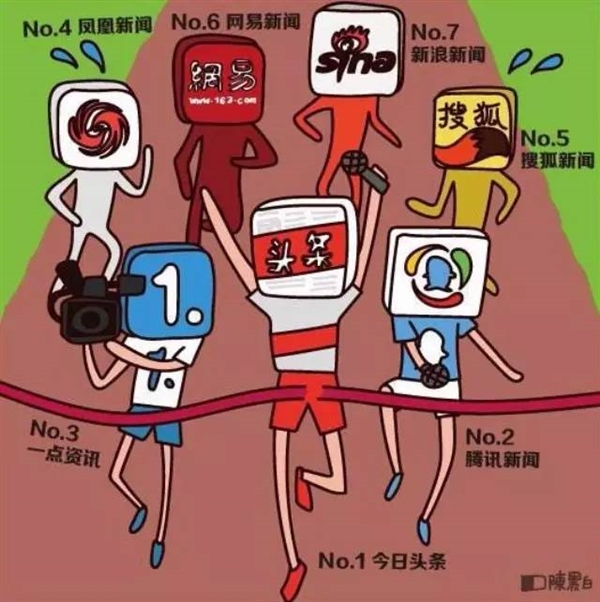 No.4 凤凰新闻
No.6 网易新闻
No.7
新浪新闻
網易
www.163.com
sina
搜狐
No.5
搜狐新闻
头条
1.
1.
No.3
一点资讯
No.2
腾讯新闻
No.1 今日头条
陳黑白